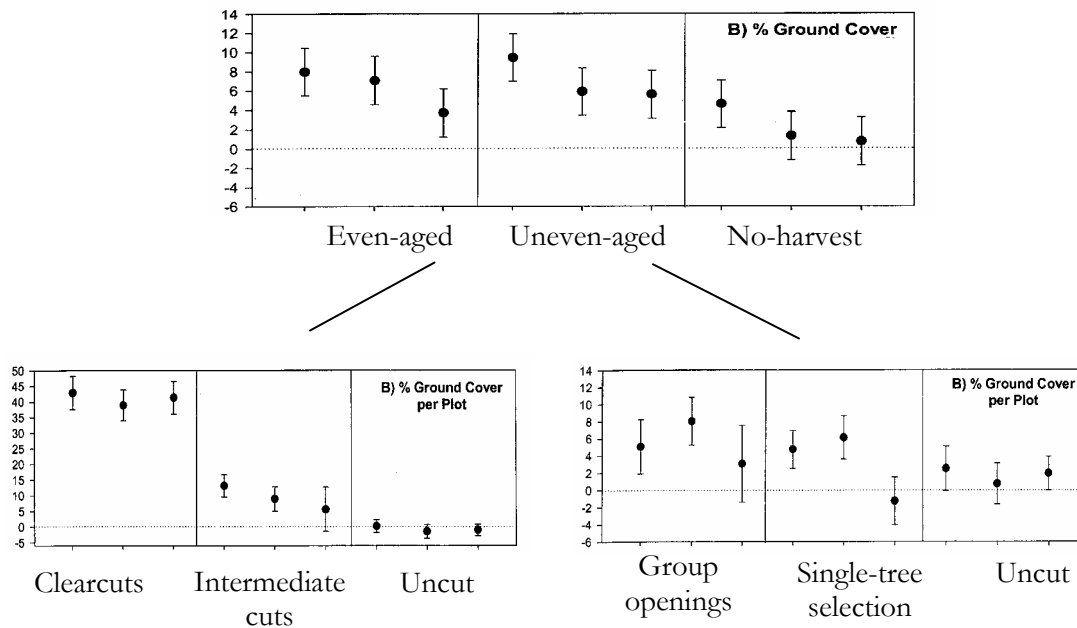 14
12
10
8
6
4
2
0
-2
-4
-6
B) % Ground Cover
Even-aged
Uneven-aged
No-harvest
50
45
40
35
30
25
20
15
10
5
0
-5
B) % Ground Cover
per Plot
Clearcuts
Intermediate
cuts
Uncut
14
12
10
8
6
4
2
0
-2
-4
-6
B) % Ground Cover
per Plot
Group
openings
Single-tree
selection
Uncut